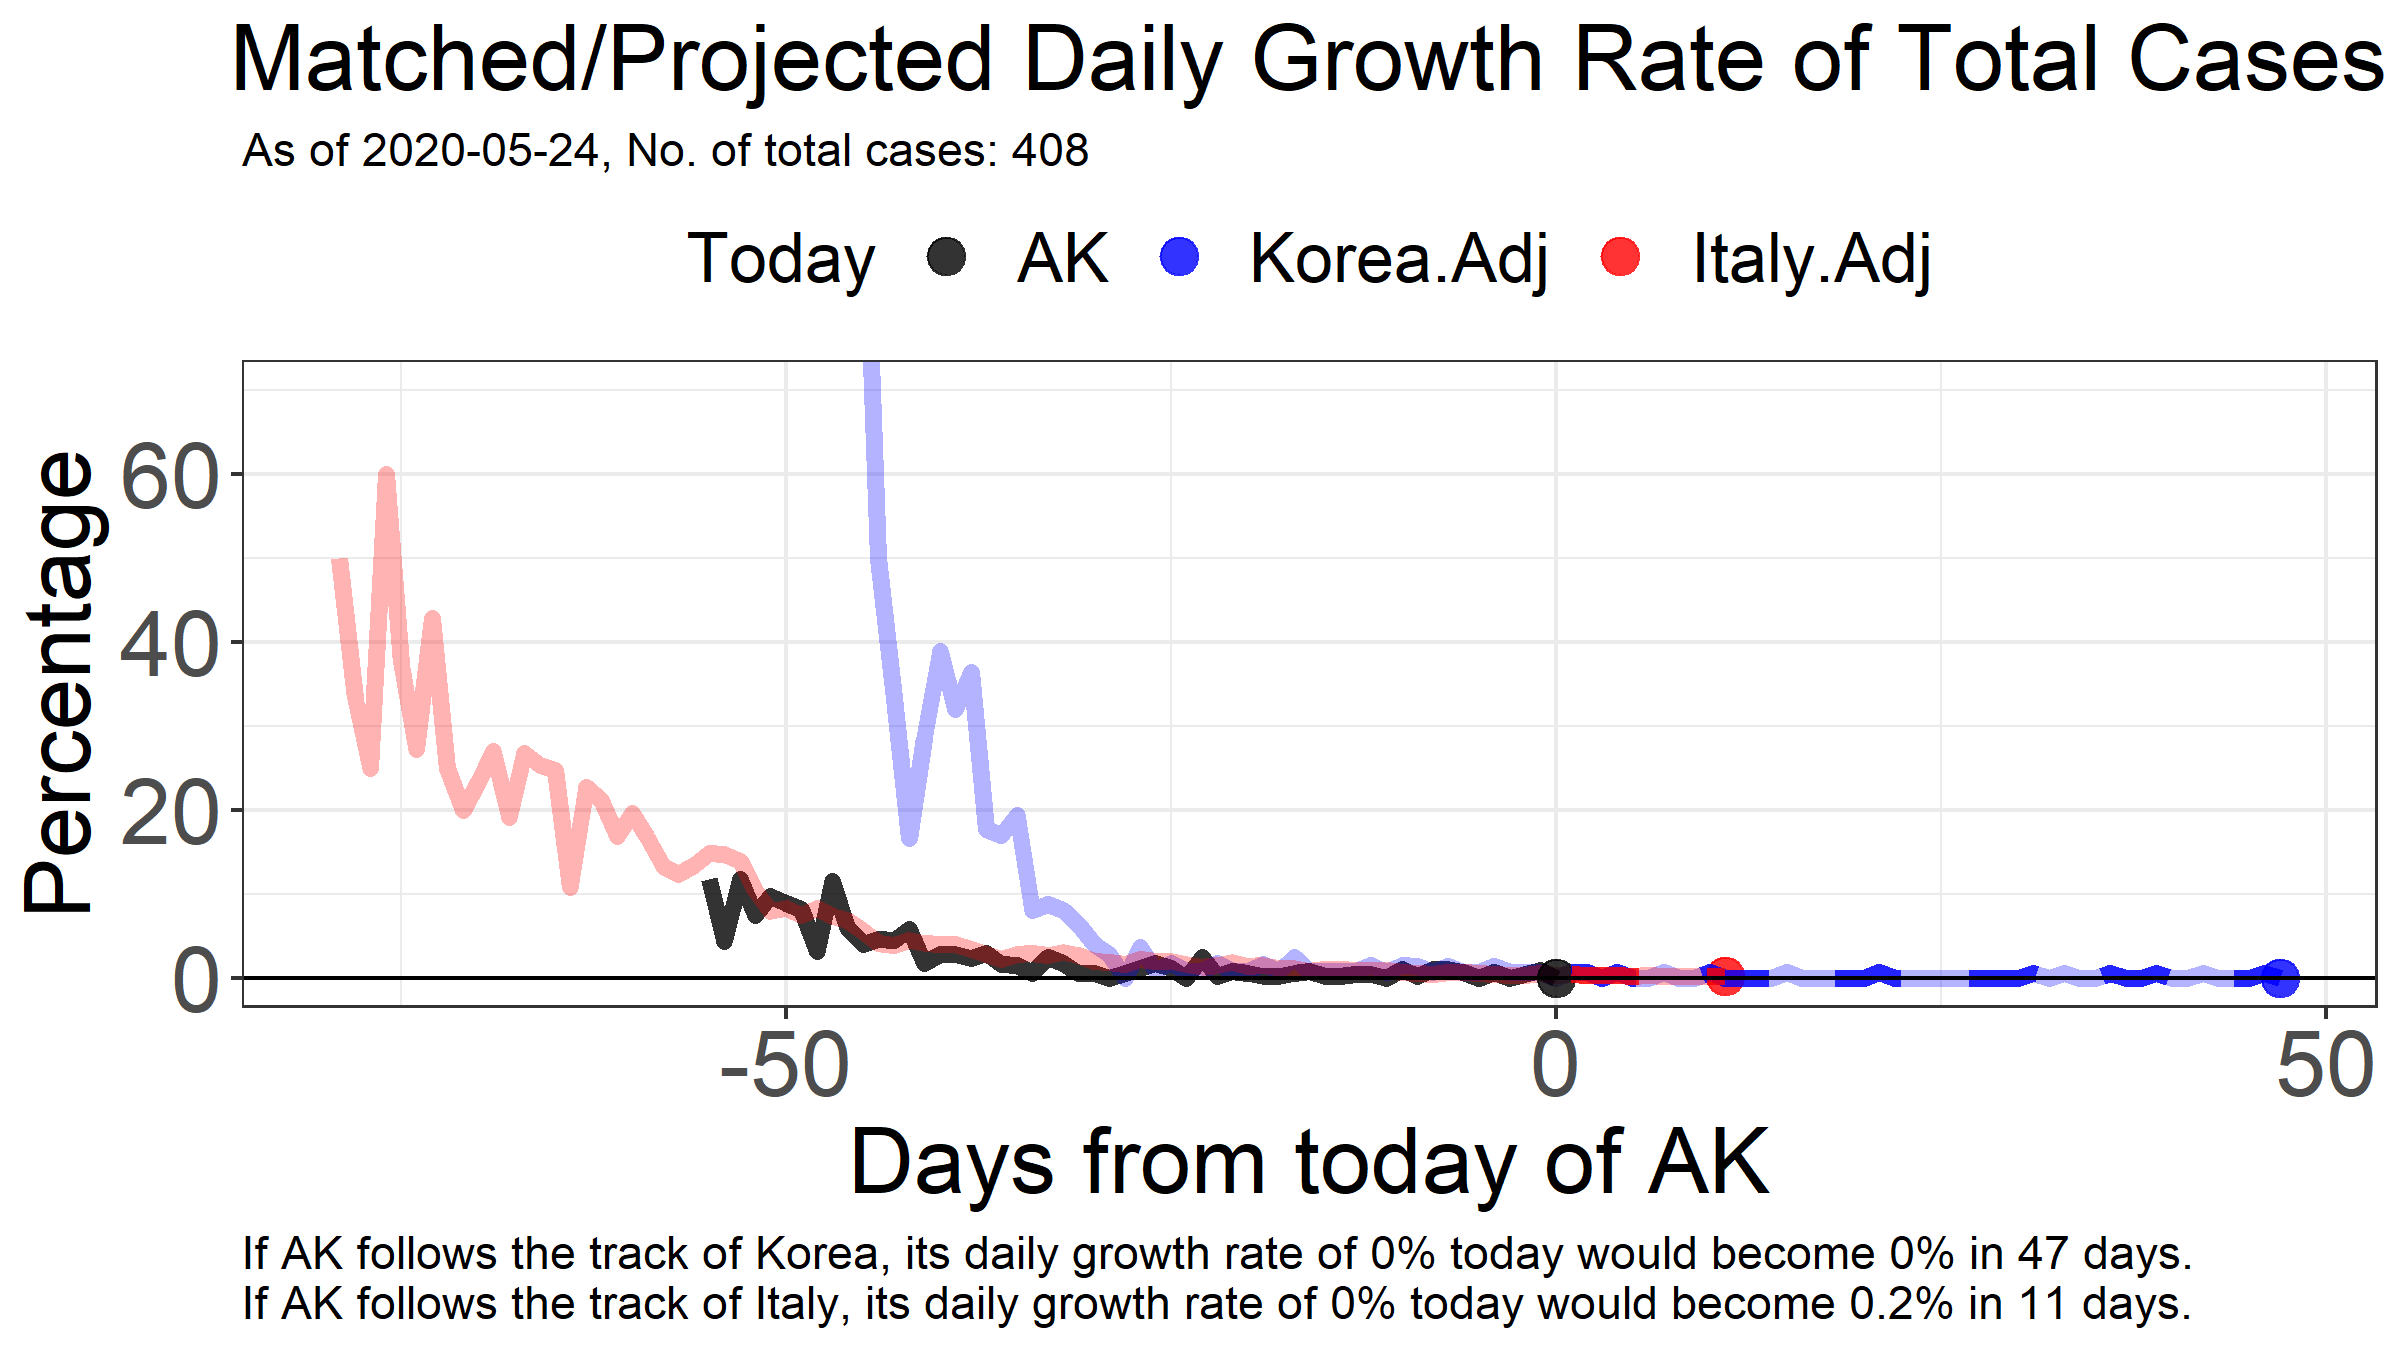 Matched/Projected Daily Growth Rate of Total Cases
As of 2020-05-24, No. of total cases: 408
Today AK Korea.Adj Italy.Adj
Percentage
60
40
20
0
-50 0 50
Days from today of AK
If AK follows the track of Korea, its daily growth rate of 0% today would become 0% in 47 days.
If AK follows the track of Italy, its daily growth rate of 0% today would become 0.2% in 11 days.